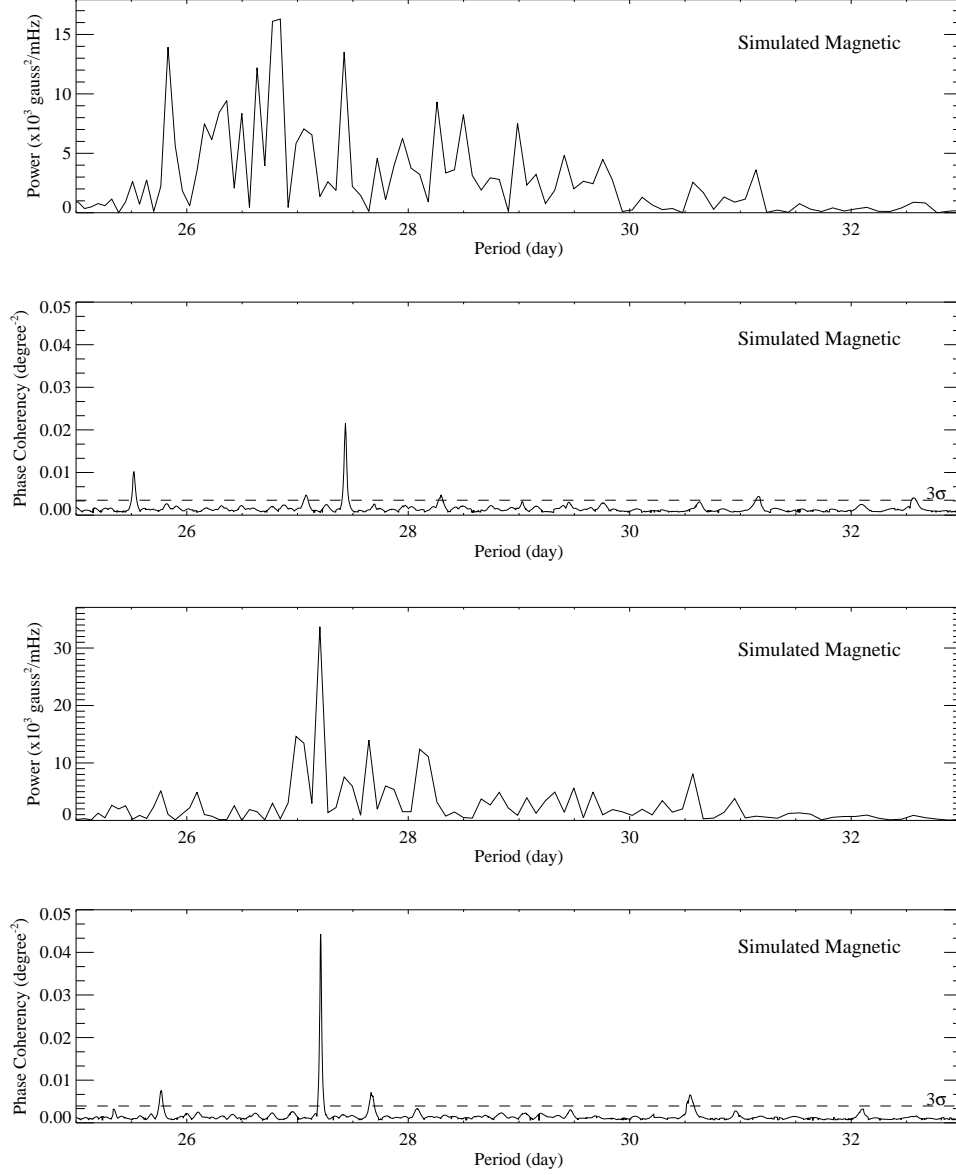 Simulated Magnetic
Power (x10³ gauss²/mHz)
15
10
5
0
26 28 30 32
Period (day)
Simulated Magnetic
Phase Coherency (degree⁻²)
0.05
0.04
0.03
0.02
0.01
0.00
3σ
26 28 30 32
Period (day)
Simulated Magnetic
Power (x10³ gauss²/mHz)
30
20
10
0
26 28 30 32
Period (day)
Simulated Magnetic
Phase Coherency (degree⁻²)
0.05
0.04
0.03
0.02
0.01
0.00
3σ
26 28 30 32
Period (day)